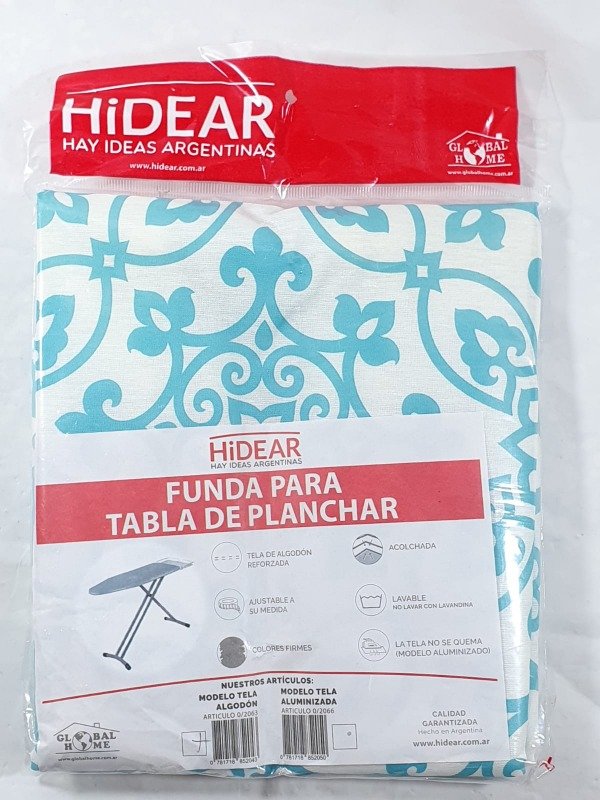 HiDEAR
HAY IDEAS ARGENTINAS
www.hidear.com.ar
GLOBAL
HOME
www.globalhome.com.ar
HiDEAR
HAY IDEAS ARGENTINAS
FUNDA PARA
TABLA DE PLANCHAR
TELA DE ALGODÓN
REFORZADA
ACOLCHADA
AJUSTABLE A
SU MEDIDA
LAVABLE
NO LAVAR CON LAVANDINA
COLORES FIRMES
LA TELA NO SE QUEMA
(MODELO ALUMINIZADO)
NUESTROS ARTÍCULOS:
MODELO TELA
ALGODÓN
ARTICULO 0/2063
MODELO TELA
ALUMINIZADA
ARTICULO 0/2066
CALIDAD
GARANTIZADA
Hecho en Argentina
www.hidear.com.ar
GLOBAL
HOME
www.globalhome.com.ar